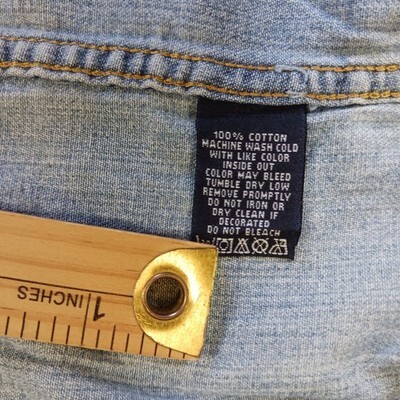 100% COTTON
MACHINE WASH COLD
WITH LIKE COLOR
INSIDE OUT
COLOR MAY BLEED
TUMBLE DRY LOW
REMOVE PROMPTLY
DO NOT IRON OR
DRY CLEAN IF
DECORATED
DO NOT BLEACH
1 INCHES